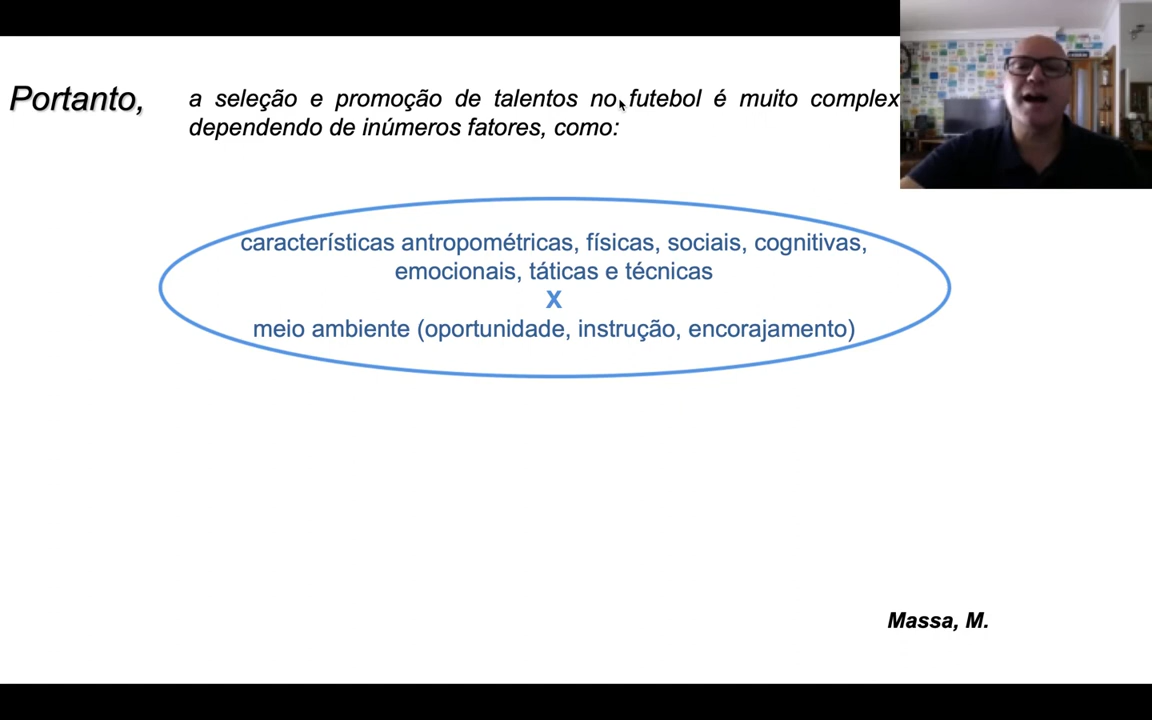 Portanto,
a seleção e promoção de talentos no futebol é muito complex
dependendo de inúmeros fatores, como:
características antropométricas, físicas, sociais, cognitivas,
emocionais, táticas e técnicas
X
meio ambiente (oportunidade, instrução, encorajamento)
Massa, M.